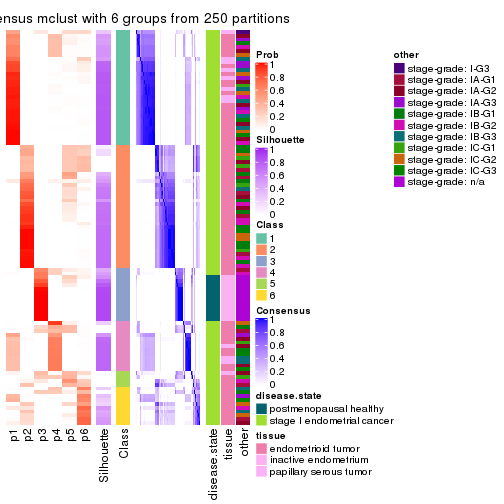 ensus mclust with 6 groups from 250 partitions
Prob
1
0.8
0.6
0.4
0.2
0
Silhouette
1
0.8
0.6
0.4
0.2
0
Class
1
2
3
4
5
6
Consensus
1
0.8
0.6
0.4
0.2
0
disease.state
postmenopausal healthy
stage I endometrial cancer
tissue
endometrioid tumor
inactive endometrium
papillary serous tumor
other
stage-grade: I-G3
stage-grade: IA-G1
stage-grade: IA-G2
stage-grade: IA-G3
stage-grade: IB-G1
stage-grade: IB-G2
stage-grade: IB-G3
stage-grade: IC-G1
stage-grade: IC-G2
stage-grade: IC-G3
stage-grade: n/a
p1
p2
p3
p4
p5
p6
Silhouette
Class
disease.state
tissue
other